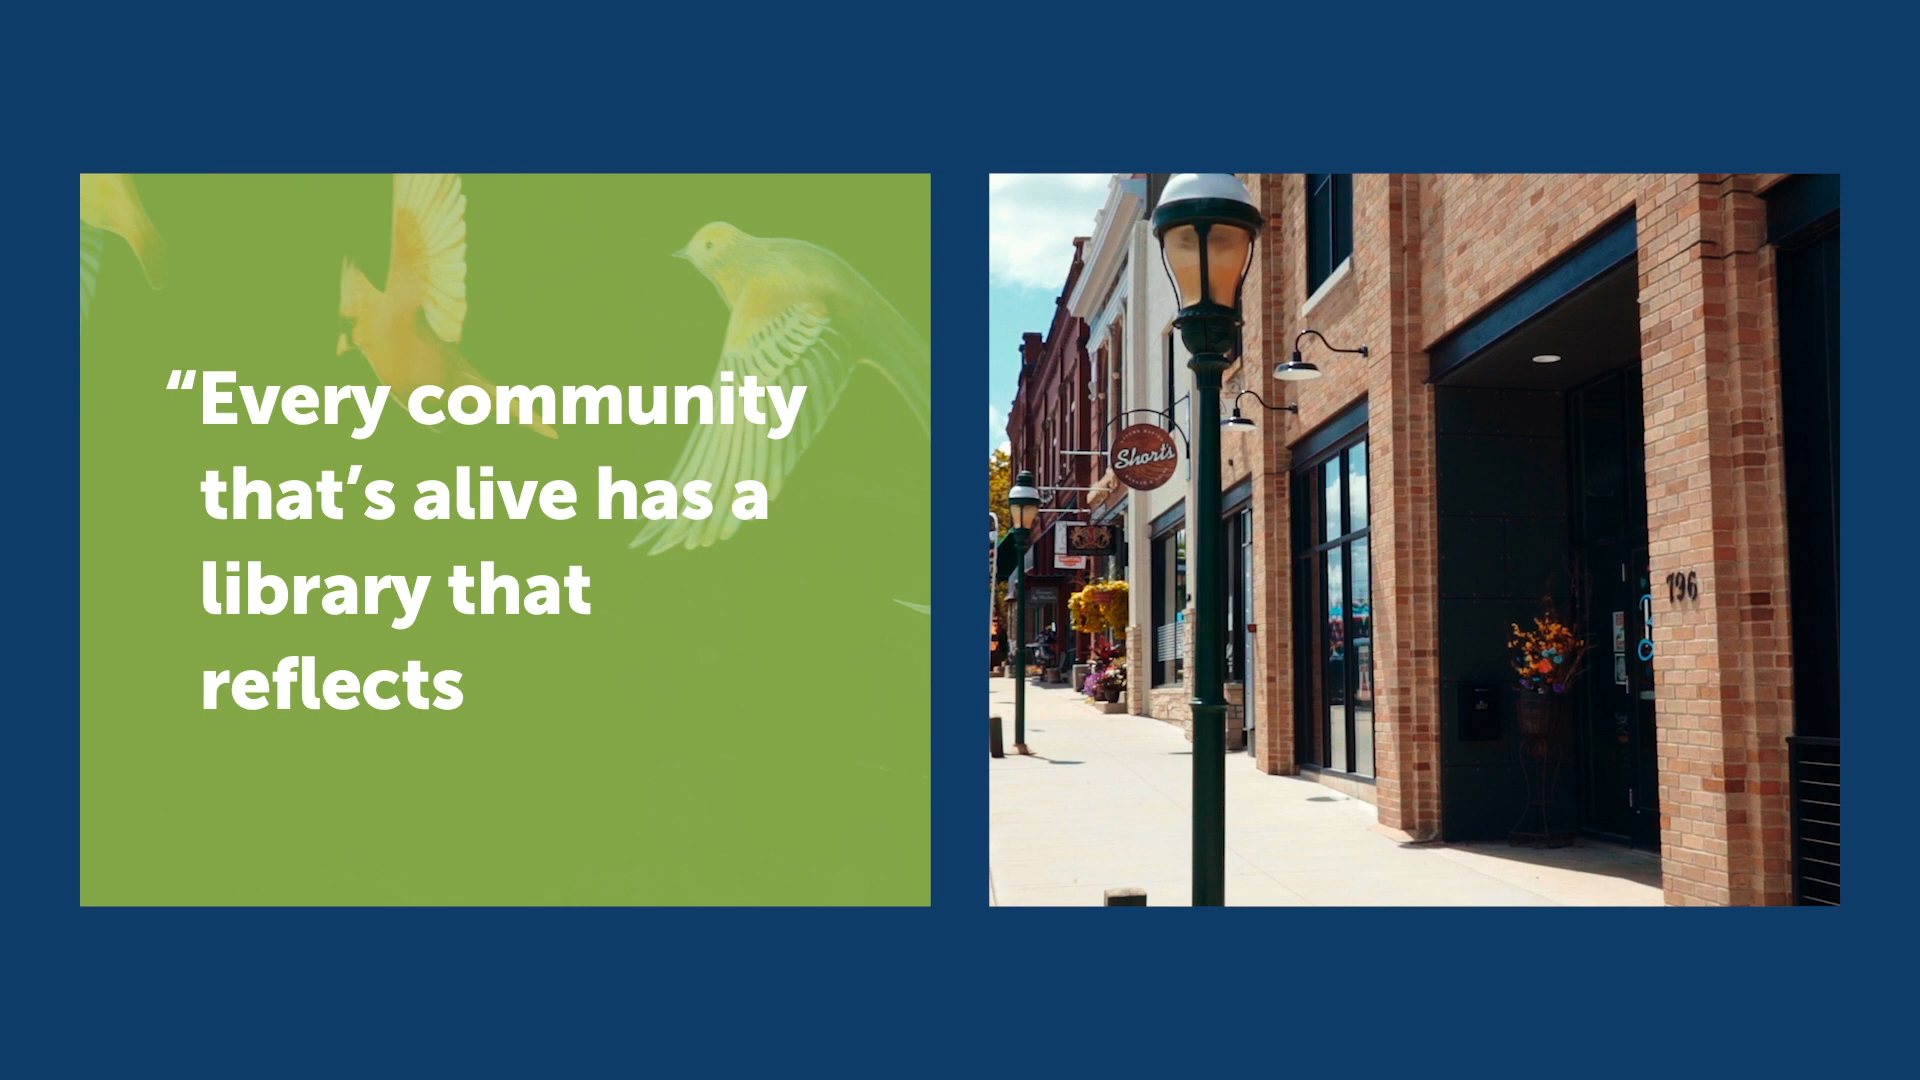 “Every community
that’s alive has a
library that
reflects
Short's
196